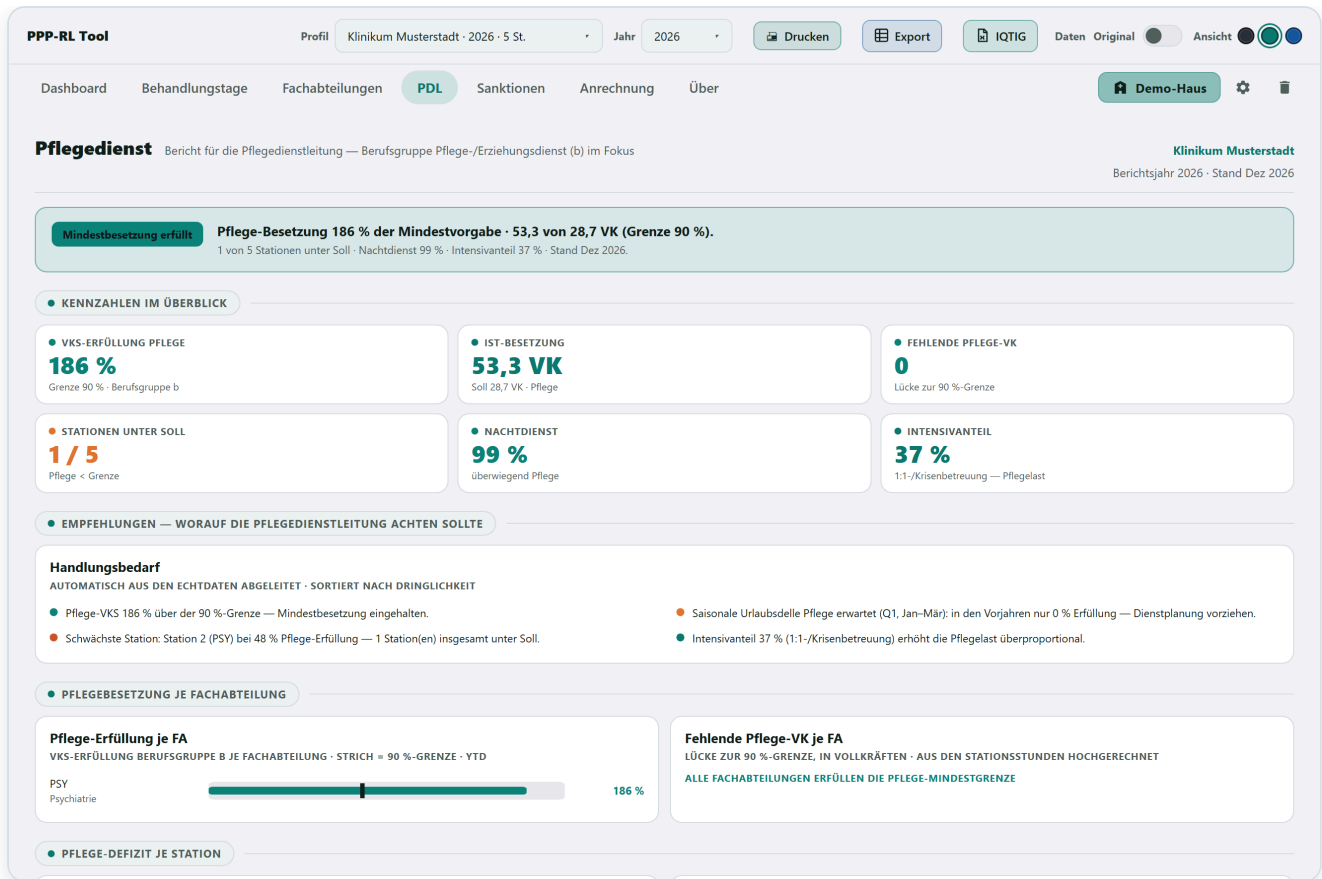 PPP-RL Tool
Profil
Klinikum Musterstadt · 2026 · 5 St.
Jahr
2026
Drucken
Export
IQTIG
Daten
Original
Ansicht
Dashboard
Behandlungstage
Fachabteilungen
PDL
Sanktionen
Anrechnung
Über
Demo-Haus
Pflegedienst
Bericht für die Pflegedienstleitung — Berufsgruppe Pflege-/Erziehungsdienst (b) im Fokus
Klinikum Musterstadt
Berichtsjahr 2026 · Stand Dez 2026
Mindestbesetzung erfüllt
Pflege-Besetzung 186 % der Mindestvorgabe · 53,3 von 28,7 VK (Grenze 90 %).
1 von 5 Stationen unter Soll · Nachtdienst 99 % · Intensivanteil 37 % · Stand Dez 2026.
KENNZAHLEN IM ÜBERBLICK
VKS-ERFÜLLUNG PFLEGE
186 %
Grenze 90 % · Berufsgruppe b
IST-BESETZUNG
53,3 VK
Soll 28,7 VK · Pflege
FEHLENDE PFLEGE-VK
0
Lücke zur 90 %-Grenze
STATIONEN UNTER SOLL
1 / 5
Pflege < Grenze
NACHTDIENST
99 %
überwiegend Pflege
INTENSIVANTEIL
37 %
1:1-/Krisenbetreuung — Pflegelast
EMPFEHLUNGEN — WORAUF DIE PFLEGEDIENSTLEITUNG ACHTEN SOLLTE
Handlungsbedarf
AUTOMATISCH AUS DEN ECHTDATEN ABGELEITET · SORTIERT NACH DRINGLICHKEIT
Pflege-VKS 186 % über der 90 %-Grenze — Mindestbesetzung eingehalten.
Saisonale Urlaubsdelle Pflege erwartet (Q1, Jan–Mär): in den Vorjahren nur 0 % Erfüllung — Dienstplanung vorziehen.
Schwächste Station: Station 2 (PSY) bei 48 % Pflege-Erfüllung — 1 Station(en) insgesamt unter Soll.
Intensivanteil 37 % (1:1-/Krisenbetreuung) erhöht die Pflegelast überproportional.
PFLEGEBESETZUNG JE FACHABTEILUNG
Pflege-Erfüllung je FA
VKS-ERFÜLLUNG BERUFSGRUPPE B JE FACHABTEILUNG · STRICH = 90 %-GRENZE · YTD
PSY
Psychiatrie
186 %
Fehlende Pflege-VK je FA
LÜCKE ZUR 90 %-GRENZE, IN VOLLKRÄFTEN · AUS DEN STATIONSSTUNDEN HOCHGERECHNET
ALLE FACHABTEILUNGEN ERFÜLLEN DIE PFLEGE-MINDESTGRENZE
PFLEGE-DEFIZIT JE STATION